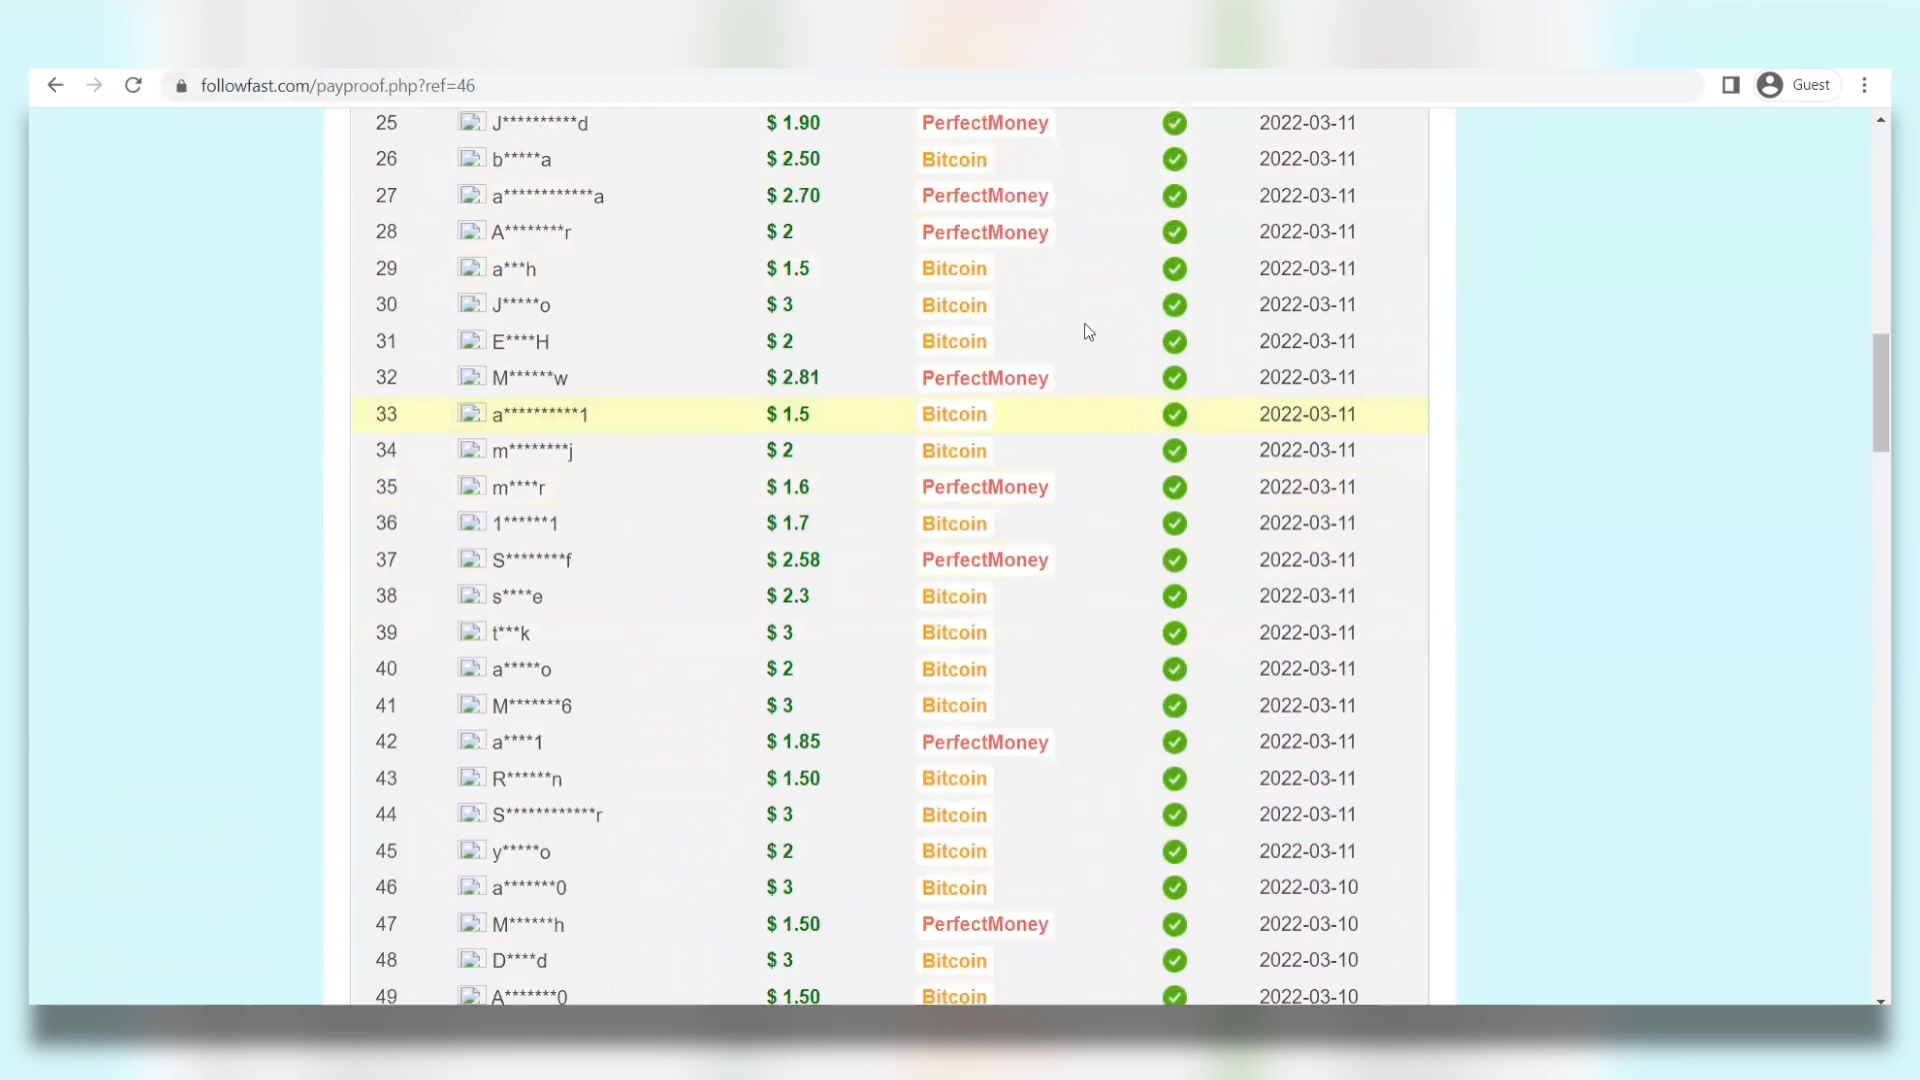 followfast.com/payproof.php?ref=46 Guest
25 J**********d $ 1.90 PerfectMoney 2022-03-11
26 b*****a $ 2.50 Bitcoin 2022-03-11
27 a************a $ 2.70 PerfectMoney 2022-03-11
28 A********r $ 2 PerfectMoney 2022-03-11
29 a***h $ 1.5 Bitcoin 2022-03-11
30 J*****o $ 3 Bitcoin 2022-03-11
31 E****H $ 2 Bitcoin 2022-03-11
32 M******w $ 2.81 PerfectMoney 2022-03-11
33 a**********1 $ 1.5 Bitcoin 2022-03-11
34 m********j $ 2 Bitcoin 2022-03-11
35 m****r $ 1.6 PerfectMoney 2022-03-11
36 1******1 $ 1.7 Bitcoin 2022-03-11
37 S********f $ 2.58 PerfectMoney 2022-03-11
38 s****e $ 2.3 Bitcoin 2022-03-11
39 t***k $ 3 Bitcoin 2022-03-11
40 a*****o $ 2 Bitcoin 2022-03-11
41 M*******6 $ 3 Bitcoin 2022-03-11
42 a****1 $ 1.85 PerfectMoney 2022-03-11
43 R******n $ 1.50 Bitcoin 2022-03-11
44 S************r $ 3 Bitcoin 2022-03-11
45 y*****o $ 2 Bitcoin 2022-03-11
46 a*******0 $ 3 Bitcoin 2022-03-10
47 M******h $ 1.50 PerfectMoney 2022-03-10
48 D****d $ 3 Bitcoin 2022-03-10
49 A*******0 $ 1.50 Bitcoin 2022-03-10